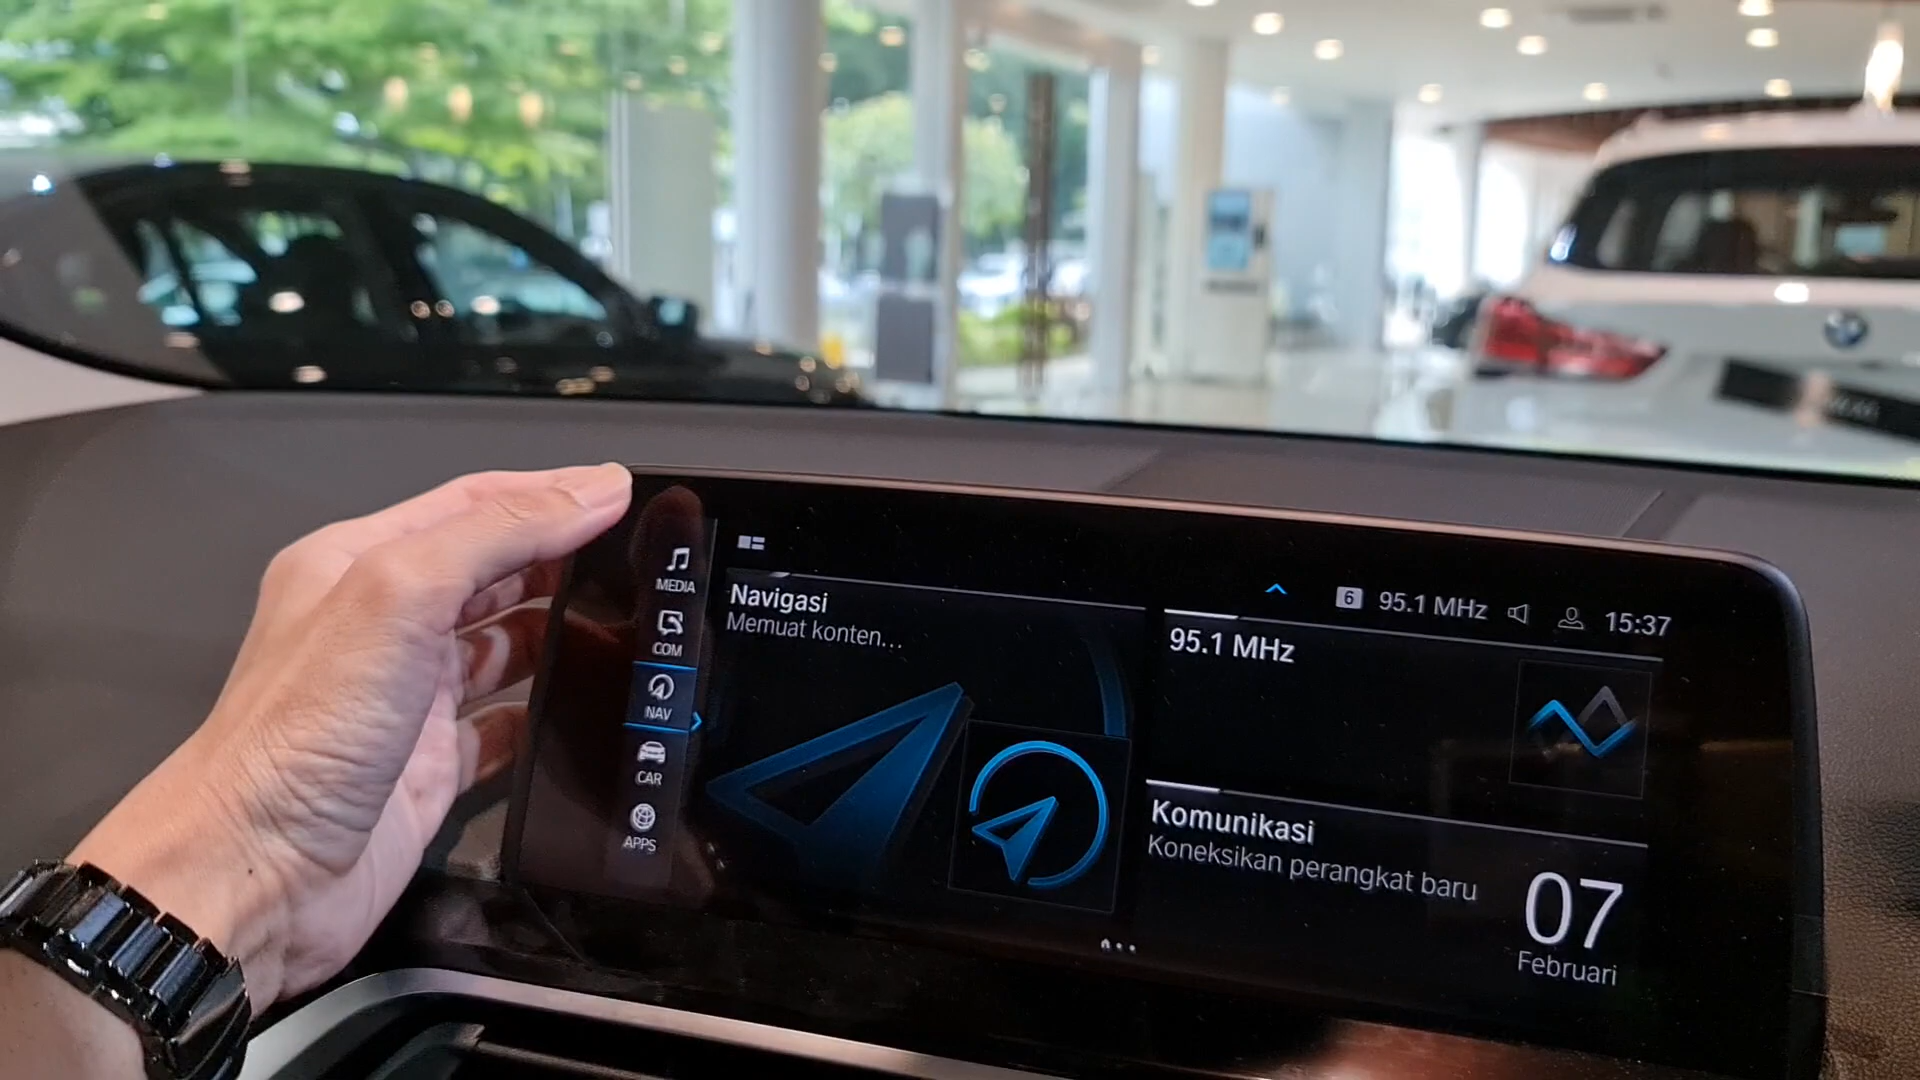 MEDIA
COM
NAV
CAR
APPS
Navigasi
Memuat konten...
6 95.1 MHz 15:37
95.1 MHz
Komunikasi
Koneksikan perangkat baru
07
Februari